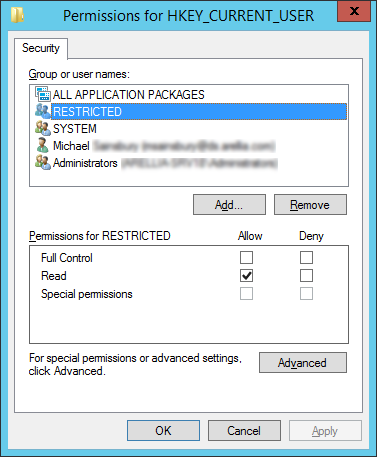 Permissions for HKEY_CURRENT_USER
Security
Group or user names:
ALL APPLICATION PACKAGES
RESTRICTED
SYSTEM
Michael
Administrators
Add...
Remove
Permissions for RESTRICTED Allow Deny
Full Control
Read
Special permissions
For special permissions or advanced settings,
click Advanced.
Advanced
OK
Cancel
Apply